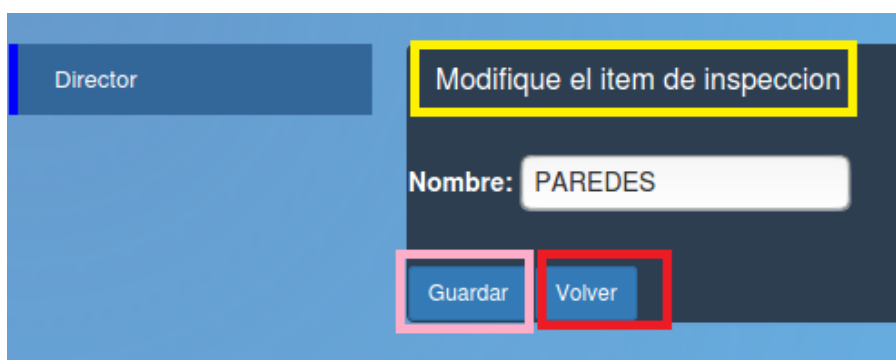 Director
Modifique el item de inspeccion
Nombre: PAREDES
Guardar Volver